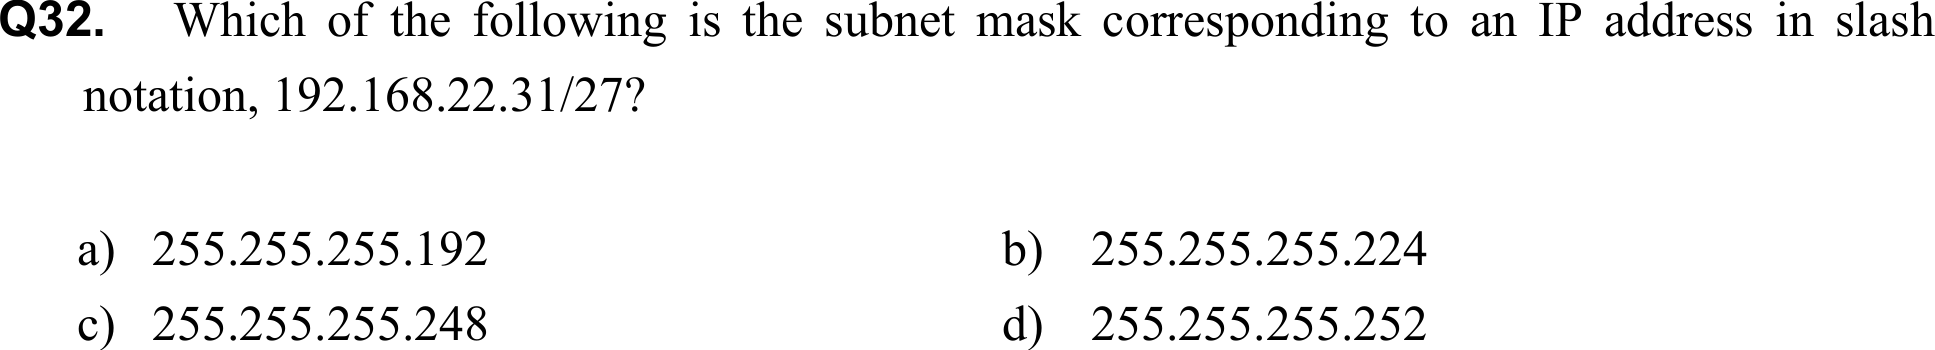 Q32. Which of the following is the subnet mask corresponding to an IP address in slash
notation, 192.168.22.31/27?
a) 255.255.255.192 b) 255.255.255.224
c) 255.255.255.248 d) 255.255.255.252